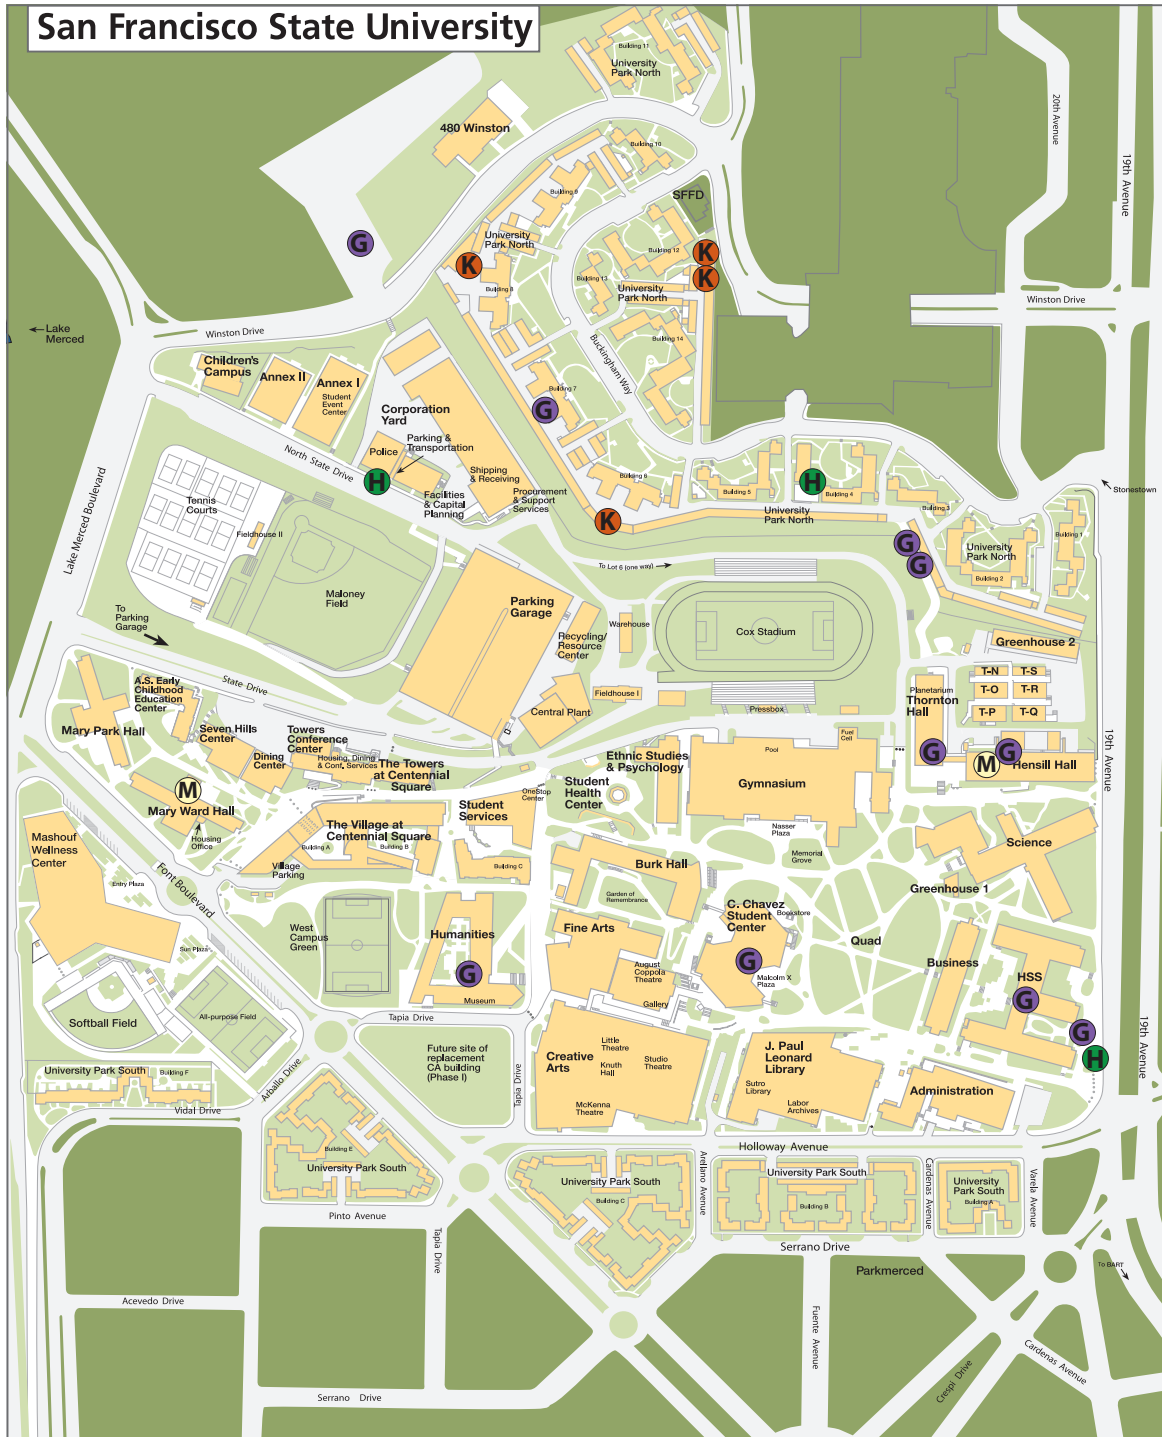 San Francisco State University
Building 11
University
Park North
480 Winston
Building 10
20th Avenue
19th Avenue
Building 9
SFFD
G
University
Park North
Building 12
K
K
K
Building 13
Building 8
University
Park North
Winston Drive
Lake
Merced
Winston Drive
Building 14
Buckingham Way
Children's
Campus
Annex II
Annex I
Student
Event
Center
Building 7
G
Corporation
Yard
Parking &
Transportation
Police
North State Drive
H
Shipping
& Receiving
Facilities
& Capital
Planning
Procurement
& Support
Services
Building 6
Building 5
H
Building 4
Stonestown
Lake Merced Boulevard
Tennis
Courts
Fieldhouse II
K
University
Park North
Building 3
Building 1
G
G
University
Park North
Building 2
To Lot 6 (one way)
Maloney
Field
Parking
Garage
To
Parking
Garage
Warehouse
Cox Stadium
Recycling/
Resource
Center
Greenhouse 2
T-N
T-S
T-O
T-R
T-P
T-Q
State Drive
A.S. Early
Childhood
Education
Center
Fieldhouse I
Planetarium
Thornton
Hall
Central Plant
Pressbox
Mary Park Hall
Seven Hills
Center
Towers
Conference
Center
Fuel
Cell
19th Avenue
Dining
Center
Housing, Dining
& Conf. Services
The Towers
at Centennial
Square
Ethnic Studies
& Psychology
Pool
G
M
G
Hensill Hall
M
Mary Ward Hall
Student
Health
Center
Gymnasium
OneStop
Center
Student
Services
Housing
Office
The Village at
Centennial Square
Building A
Building B
Nasser
Plaza
Mashouf
Wellness
Center
Science
Memorial
Grove
Village
Parking
Building C
Burk Hall
Entry Plaza
Font Boulevard
Garden of
Remembrance
Greenhouse 1
C. Chavez
Student
Center
Bookstore
West
Campus
Green
Humanities
Fine Arts
Quad
Sun Plaza
Business
G
August
Coppola
Theatre
G
Malcolm X
Plaza
HSS
G
Museum
Gallery
Softball Field
All-purpose Field
Tapia Drive
G
19th Avenue
Future site of
replacement
CA building
(Phase I)
Little
Theatre
Creative
Arts
Knuth
Hall
Studio
Theatre
J. Paul
Leonard
Library
H
University Park South
Building F
Arballo Drive
Tapia Drive
Sutro
Library
Administration
McKenna
Theatre
Labor
Archives
Vidal Drive
Holloway Avenue
Building E
University Park South
University Park South
Building C
Arellano Avenue
University Park South
Building B
Cardenas Avenue
University
Park South
Building A
Varela Avenue
Pinto Avenue
Tapia Drive
Serrano Drive
Parkmerced
To BART
Acevedo Drive
Fuente Avenue
Cardenas Avenue
Crespi Drive
Serrano Drive